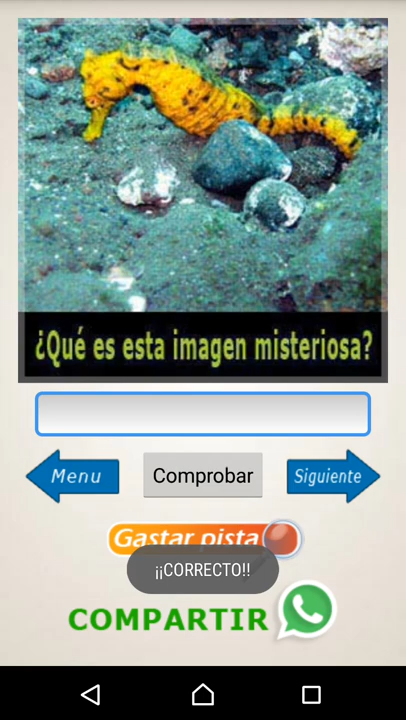 ¿Qué es esta imagen misteriosa?
Menu
Comprobar
Siguiente
Gastar pista
¡¡CORRECTO!!
COMPARTIR